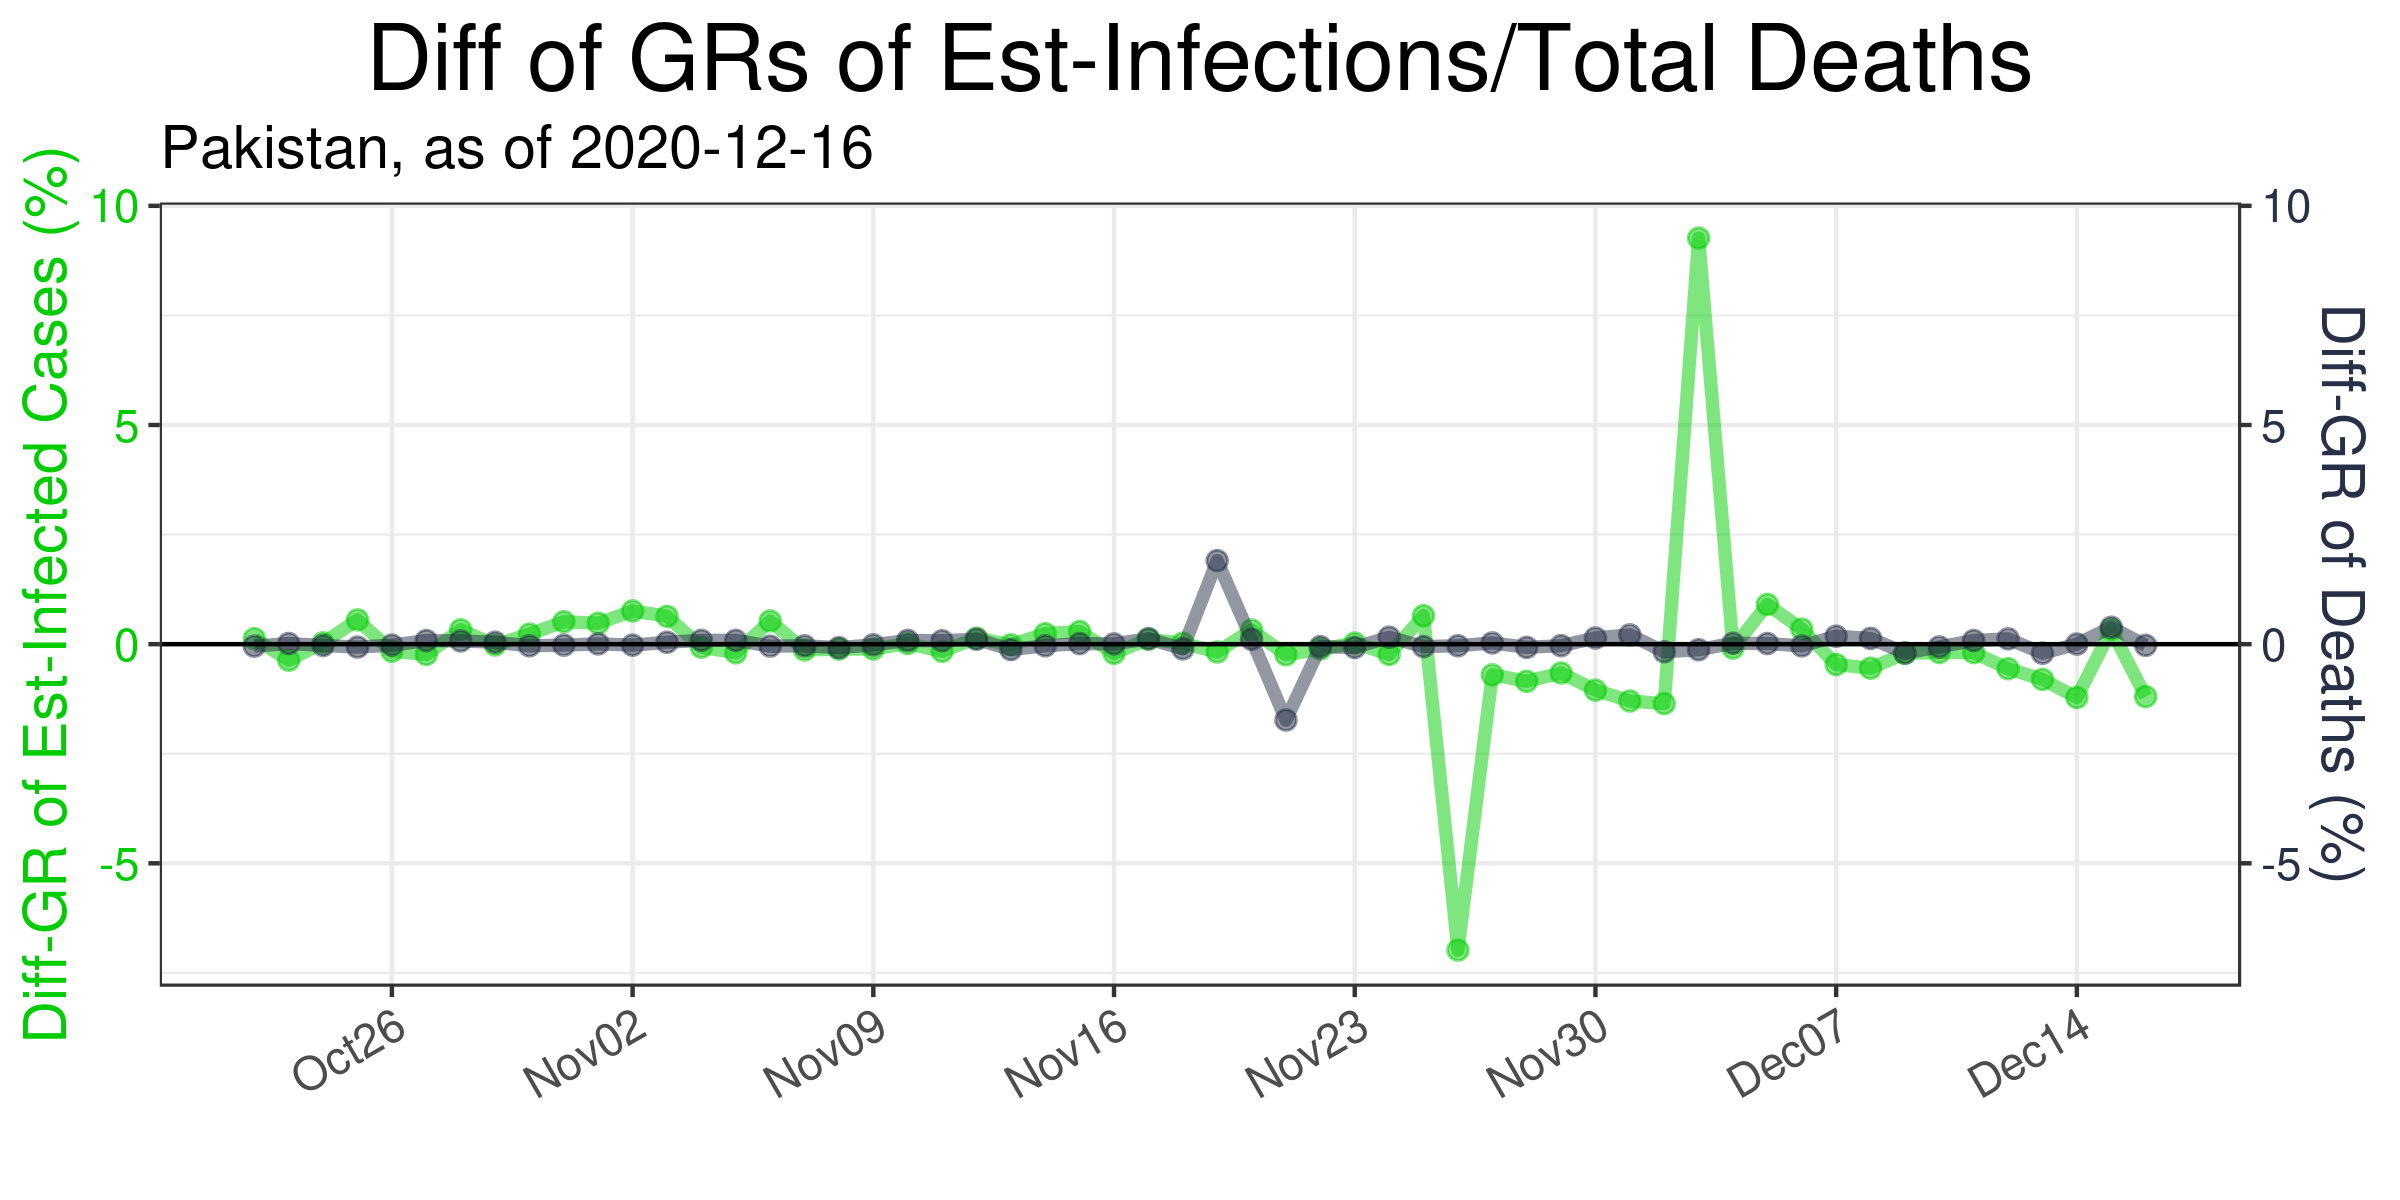 Diff of GRs of Est-Infections/Total Deaths
Pakistan, as of 2020-12-16
Diff-GR of Est-Infected Cases (%)
10
5
0
-5
10
5
0
-5
Diff-GR of Deaths (%)
Oct26
Nov02
Nov09
Nov16
Nov23
Nov30
Dec07
Dec14